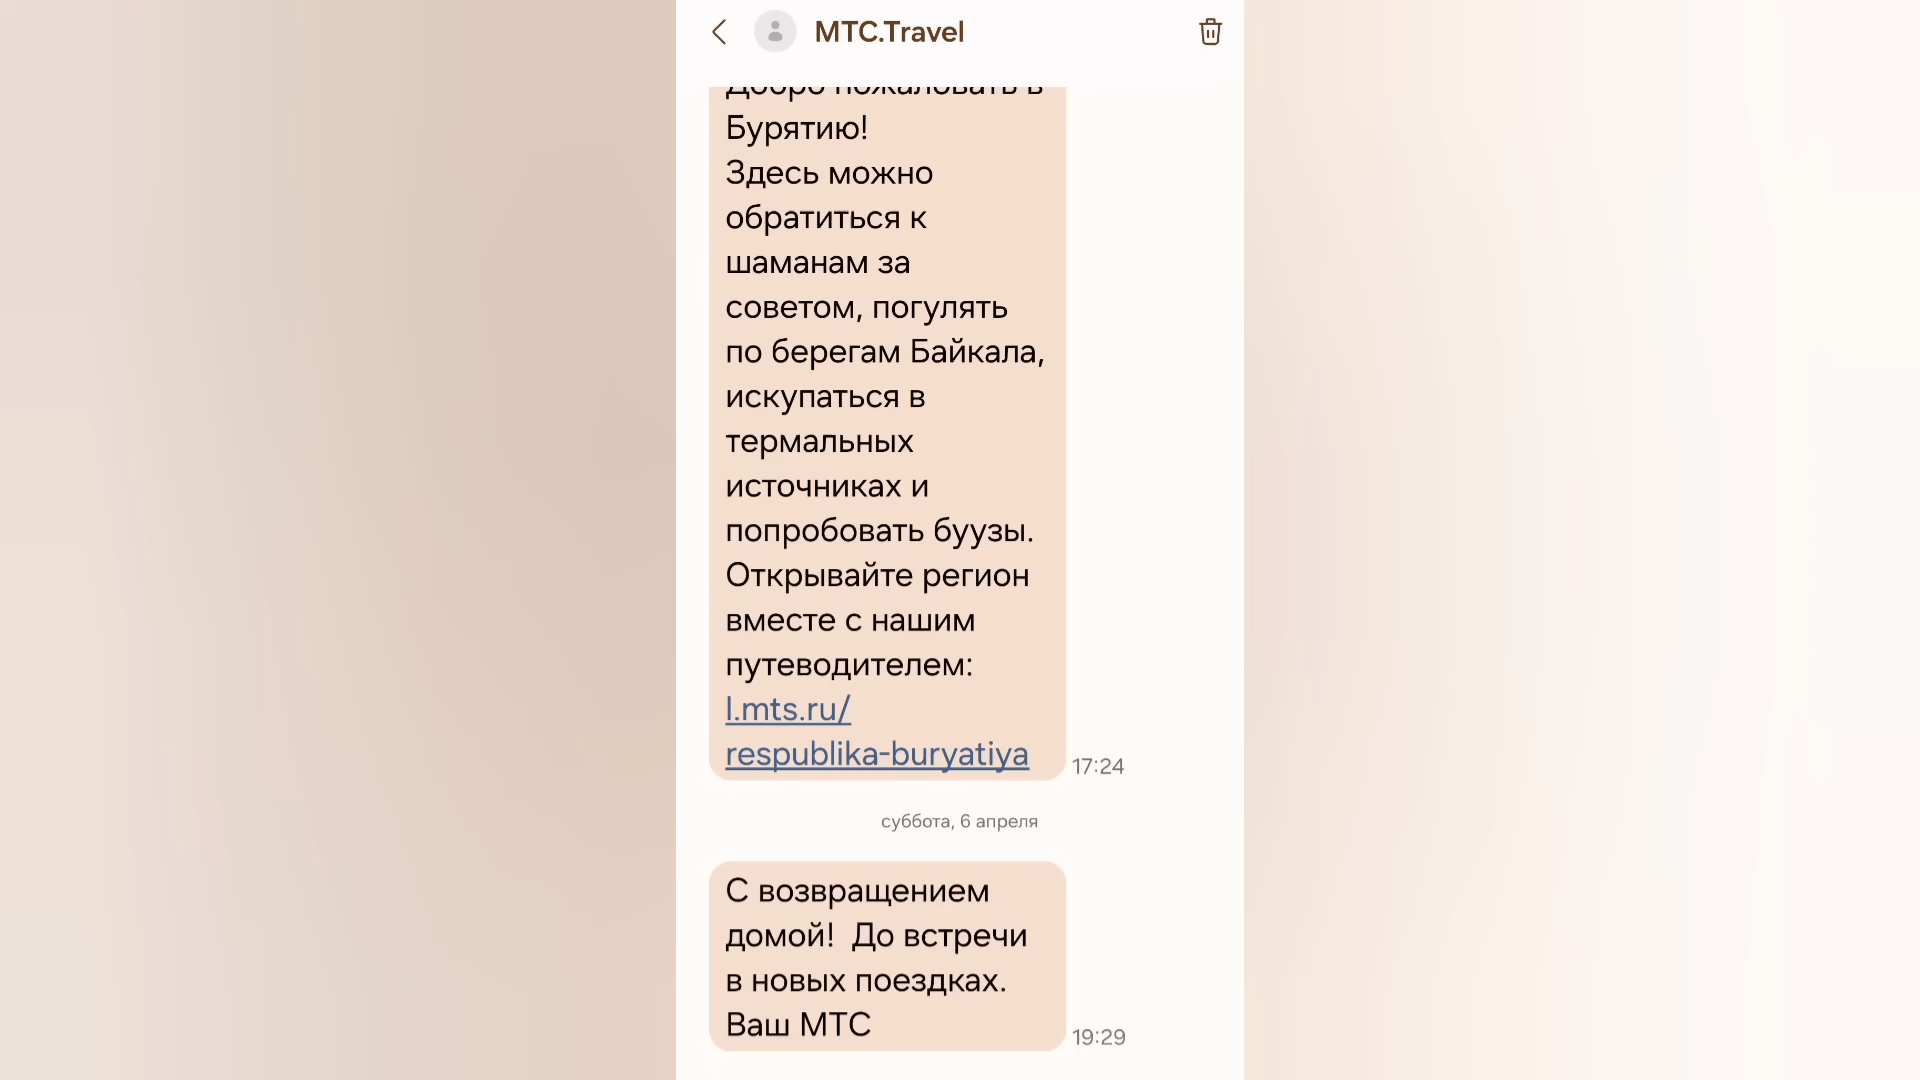 МТС.Travel
Добро пожаловать в
Бурятию!
Здесь можно
обратиться к
шаманам за
советом, погулять
по берегам Байкала,
искупаться в
термальных
источниках и
попробовать буузы.
Открывайте регион
вместе с нашим
путеводителем:
l.mts.ru/
respublika-buryatiya
17:24
суббота, 6 апреля
С возвращением
домой!  До встречи
в новых поездках.
Ваш МТС
19:29